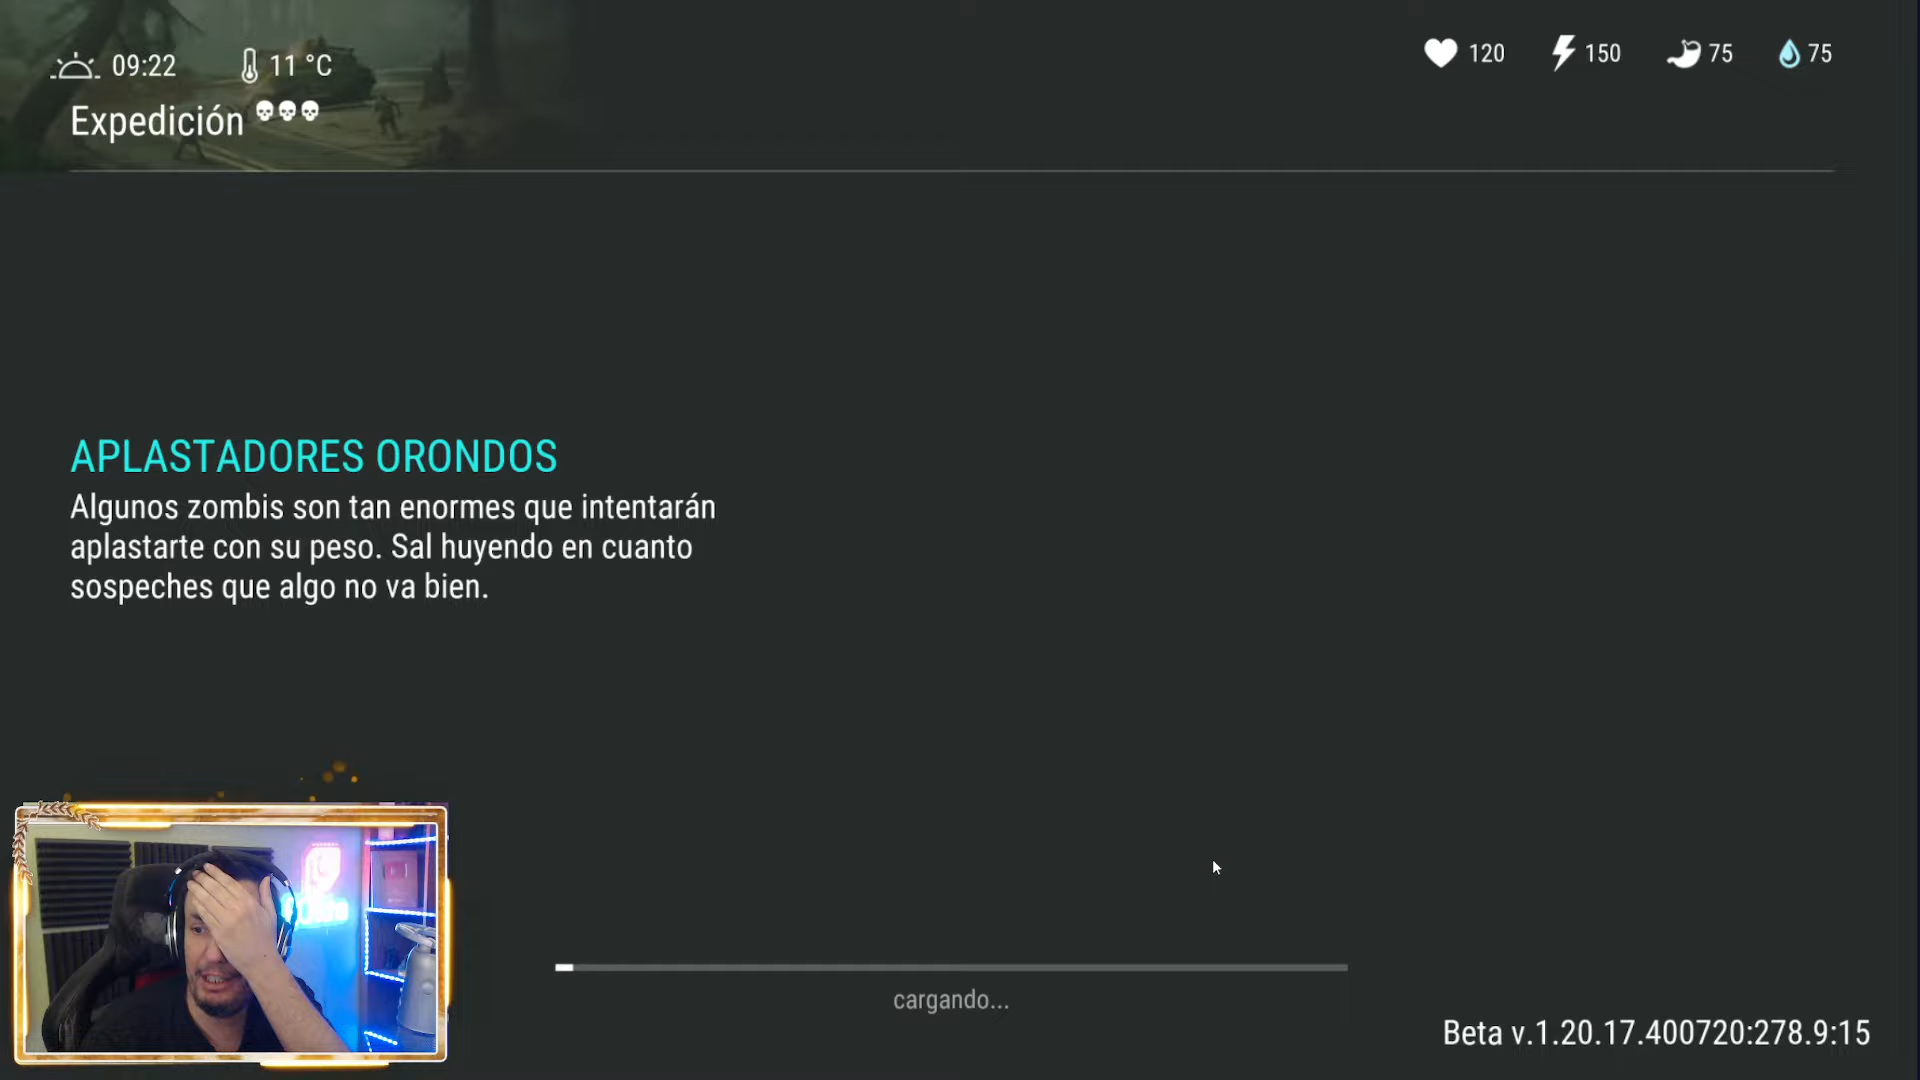 09:22
11 °C
120
150
75
75
Expedición
APLASTADORES ORONDOS
Algunos zombis son tan enormes que intentarán
aplastarte con su peso. Sal huyendo en cuanto
sospeches que algo no va bien.
cargando...
Beta v.1.20.17.400720:278.9:15